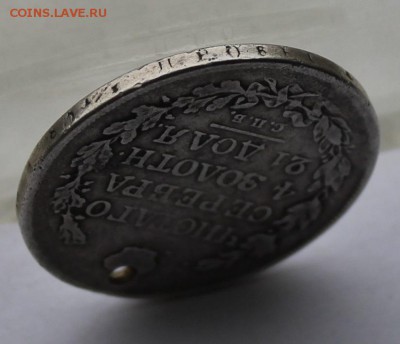 COINS.LAVE.RU
ЧИСТАГО
СЕРЕБРА
4 ЗОЛОТН.
21 ДОЛЯ
С.П.Б.